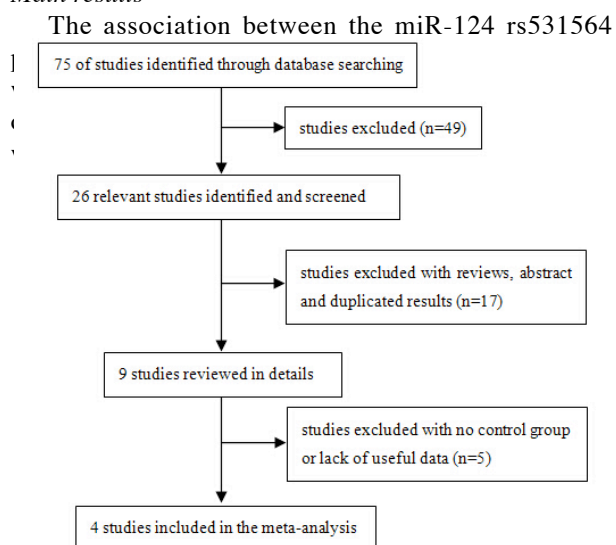 Main results
The association between the miR-124 rs531564
75 of studies identified through database searching
studies excluded (n=49)
26 relevant studies identified and screened
studies excluded with reviews, abstract
and duplicated results (n=17)
9 studies reviewed in details
studies excluded with no control group
or lack of useful data (n=5)
4 studies included in the meta-analysis